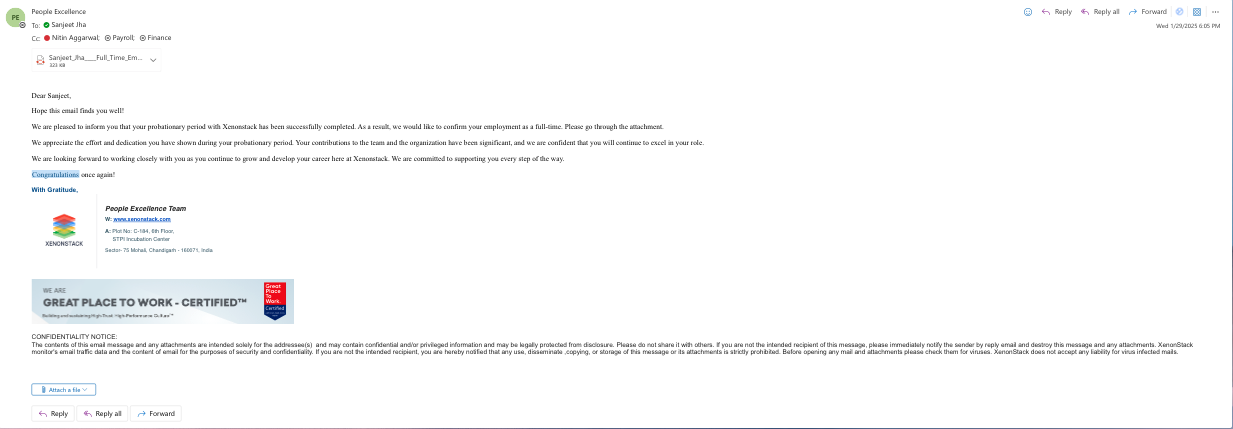 PE
People Excellence
Reply
Reply all
Forward
To: Sanjeet Jha
Wed 1/29/2025 6:05 PM
Cc: Nitin Aggarwal; Payroll; Finance
Sanjeet_Jha___Full_Time_Em...
323 KB
Dear Sanjeet,
Hope this email finds you well!
We are pleased to inform you that your probationary period with Xenonstack has been successfully completed. As a result, we would like to confirm your employment as a full-time. Please go through the attachment.
We appreciate the effort and dedication you have shown during your probationary period. Your contributions to the team and the organization have been significant, and we are confident that you will continue to excel in your role.
We are looking forward to working closely with you as you continue to grow and develop your career here at Xenonstack. We are committed to supporting you every step of the way.
Congratulations once again!
With Gratitude,
People Excellence Team
W: www.xenonstack.com
A: Plot No: C-184, 6th Floor,
STPI Incubation Center
Sector- 75 Mohali, Chandigarh - 160071, India
XENONSTACK
WE ARE
GREAT PLACE TO WORK - CERTIFIED™
Building and sustaining High-Trust, High-Performance Culture™
Great
Place
To
Work.
Certified
CONFIDENTIALITY NOTICE:
The contents of this email message and any attachments are intended solely for the addressee(s) and may contain confidential and/or privileged information and may be legally protected from disclosure. Please do not share it with others. If you are not the intended recipient of this message, please immediately notify the sender by reply email and destroy this message and any attachments. XenonStack
monitor's email traffic data and the content of email for the purposes of security and confidentiality. If you are not the intended recipient, you are hereby notified that any use, disseminate ,copying, or storage of this message or its attachments is strictly prohibited. Before opening any mail and attachments please check them for viruses. XenonStack does not accept any liability for virus infected mails.
Attach a file
Reply
Reply all
Forward